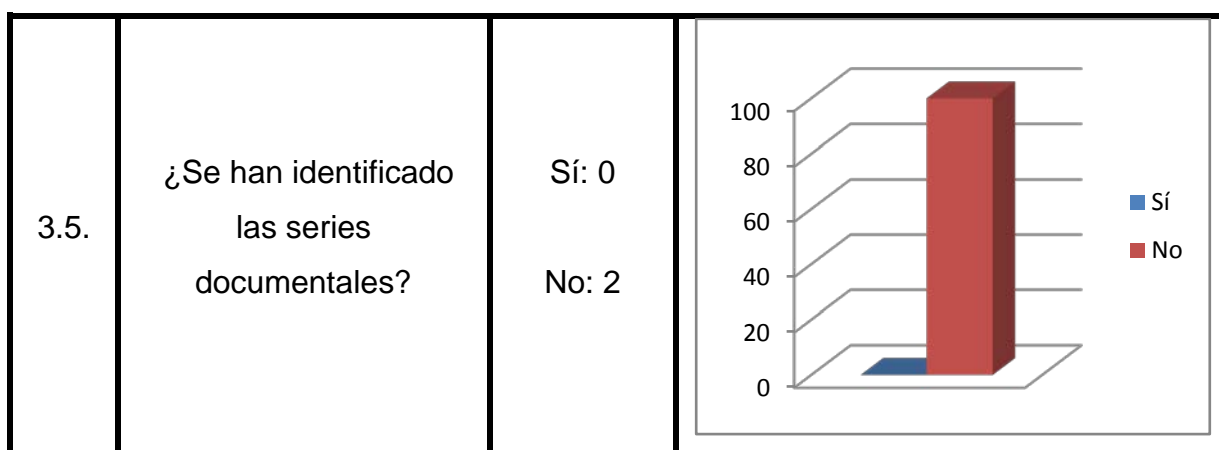 3.5.
¿Se han identificado
las series
documentales?
Sí: 0
No: 2
100
80
60
40
20
0
Sí
No